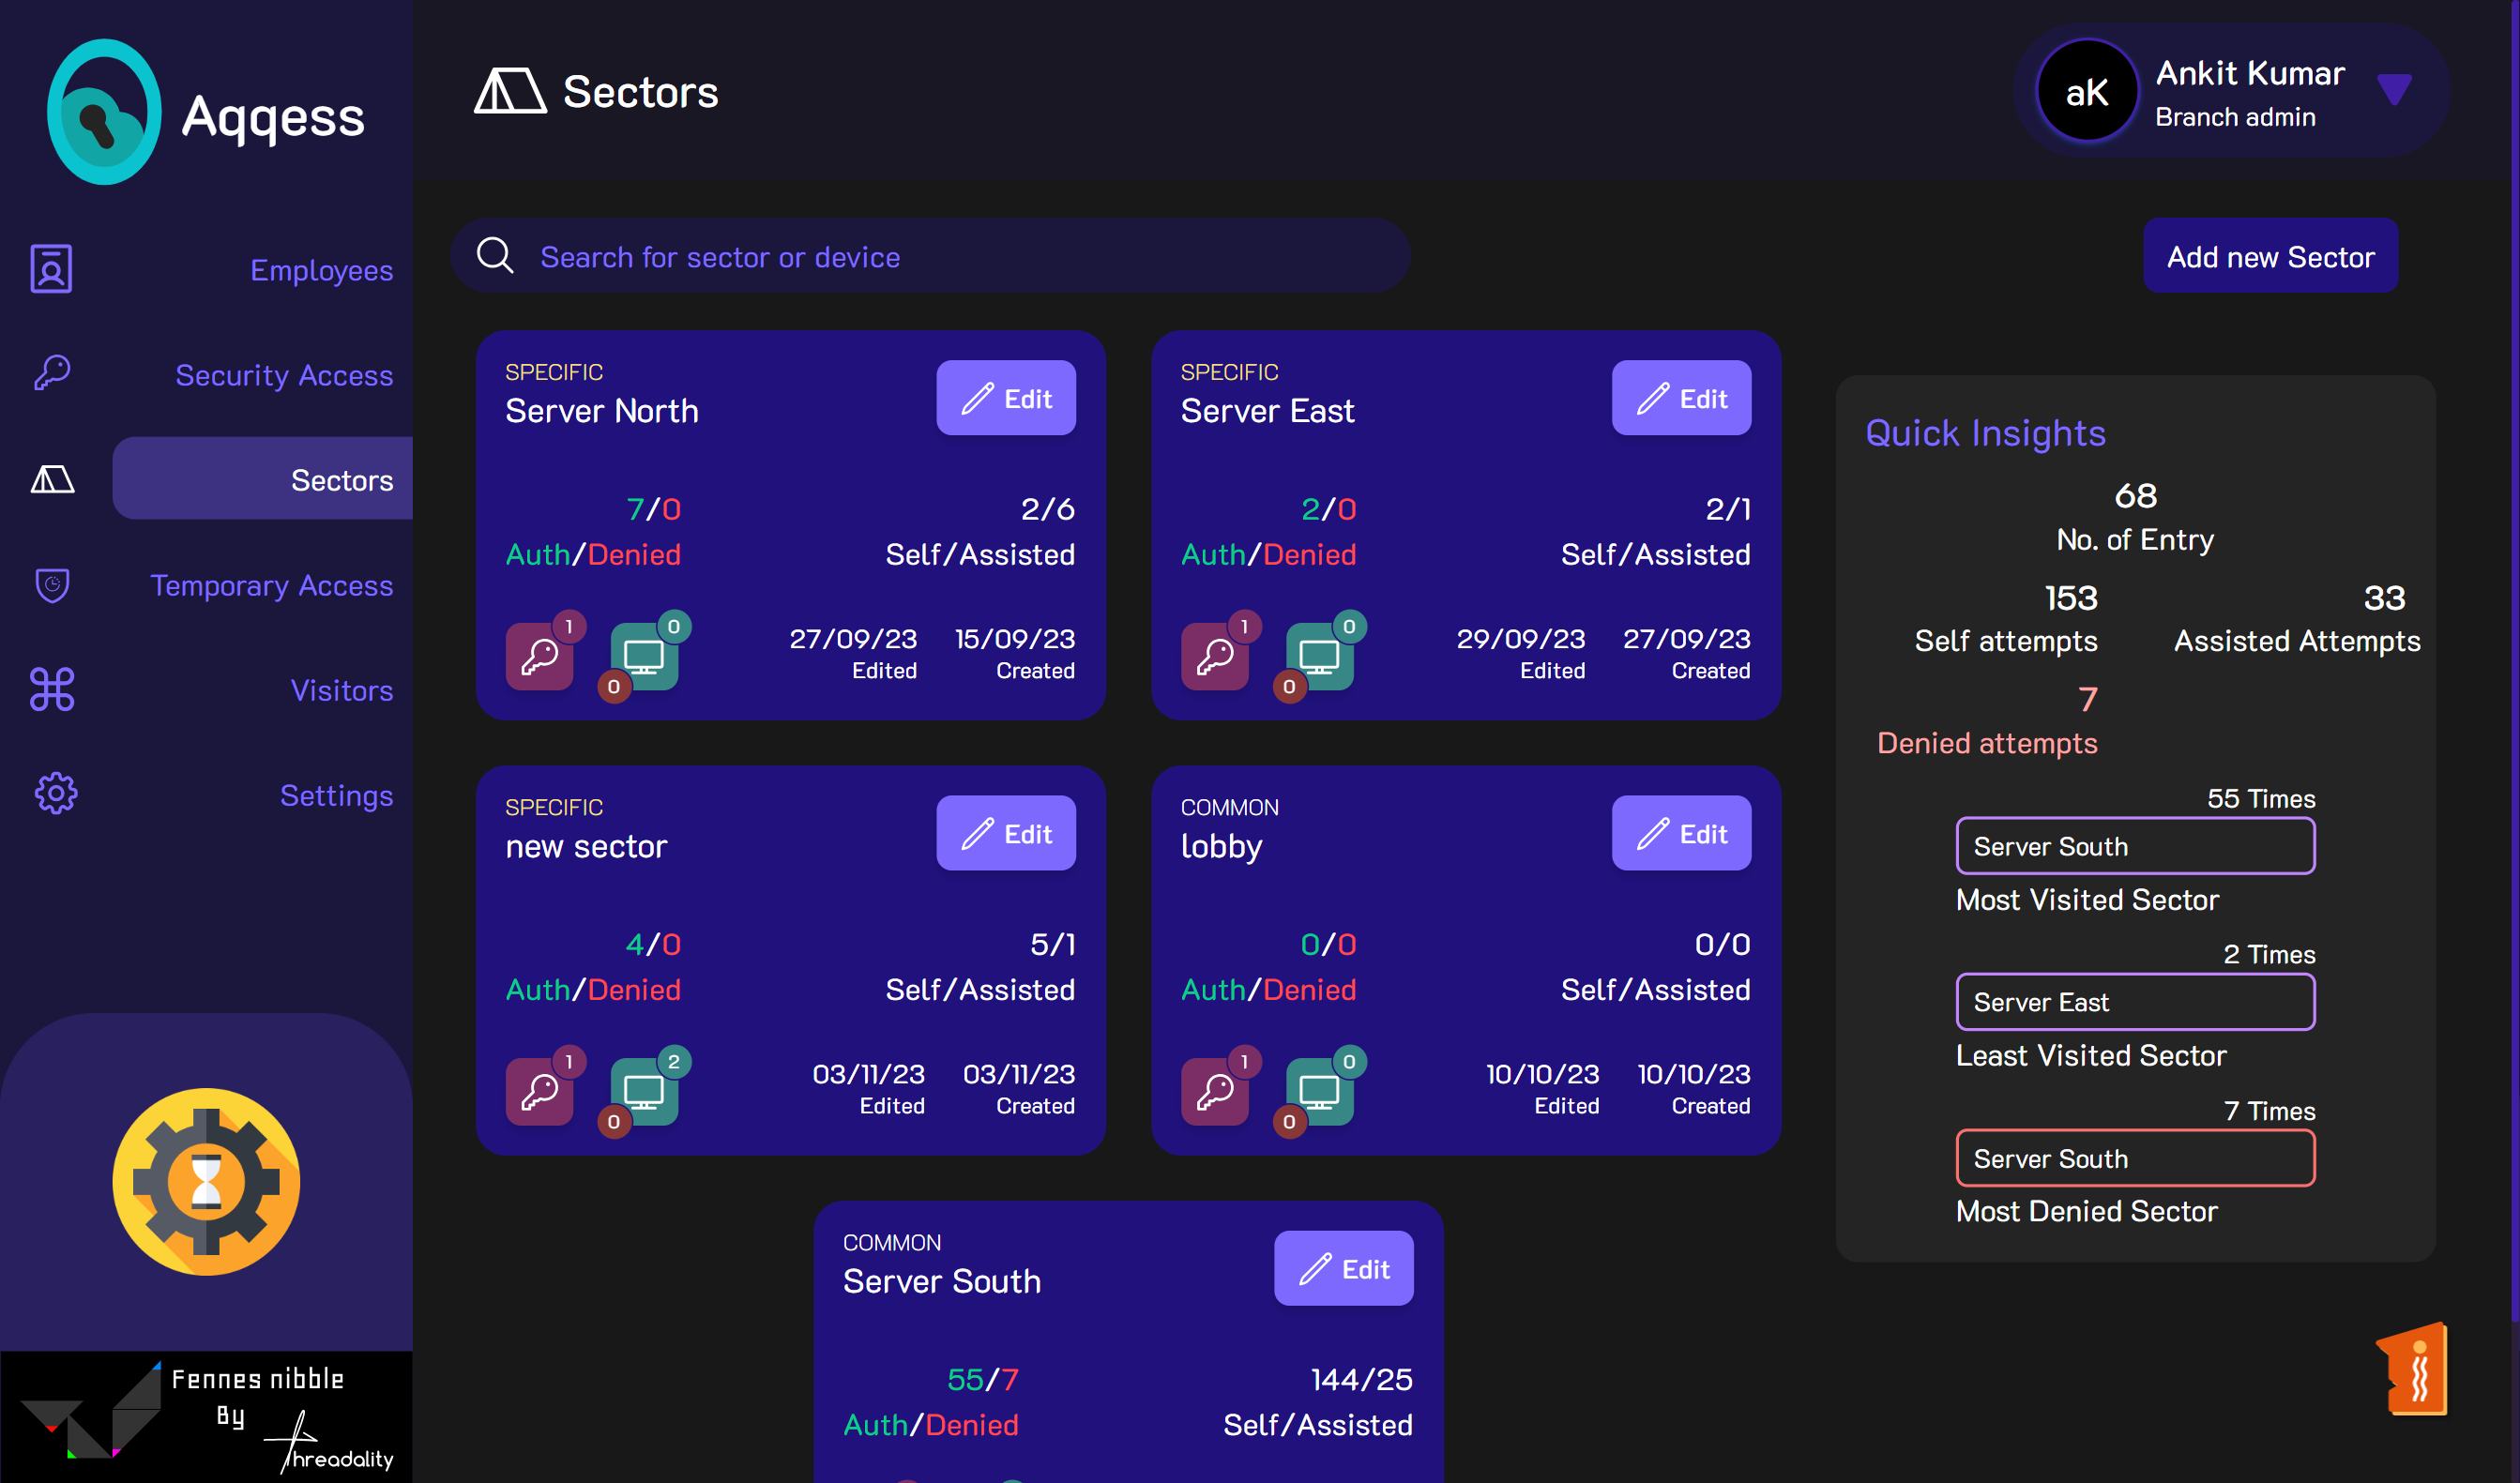 Aqqess
Employees
Security Access
Sectors
Temporary Access
Visitors
Settings
Fennes nibble
By
threadality
Sectors
aK
Ankit Kumar
Branch admin
Search for sector or device
Add new Sector
SPECIFIC
Server North
Edit
7/0
Auth/Denied
2/6
Self/Assisted
1
0
0
27/09/23
Edited
15/09/23
Created
SPECIFIC
Server East
Edit
2/0
Auth/Denied
2/1
Self/Assisted
1
0
0
29/09/23
Edited
27/09/23
Created
SPECIFIC
new sector
Edit
4/0
Auth/Denied
5/1
Self/Assisted
1
2
0
03/11/23
Edited
03/11/23
Created
COMMON
lobby
Edit
0/0
Auth/Denied
0/0
Self/Assisted
1
0
0
10/10/23
Edited
10/10/23
Created
COMMON
Server South
Edit
55/7
Auth/Denied
144/25
Self/Assisted
Quick Insights
68
No. of Entry
153
Self attempts
33
Assisted Attempts
7
Denied attempts
55 Times
Server South
Most Visited Sector
2 Times
Server East
Least Visited Sector
7 Times
Server South
Most Denied Sector